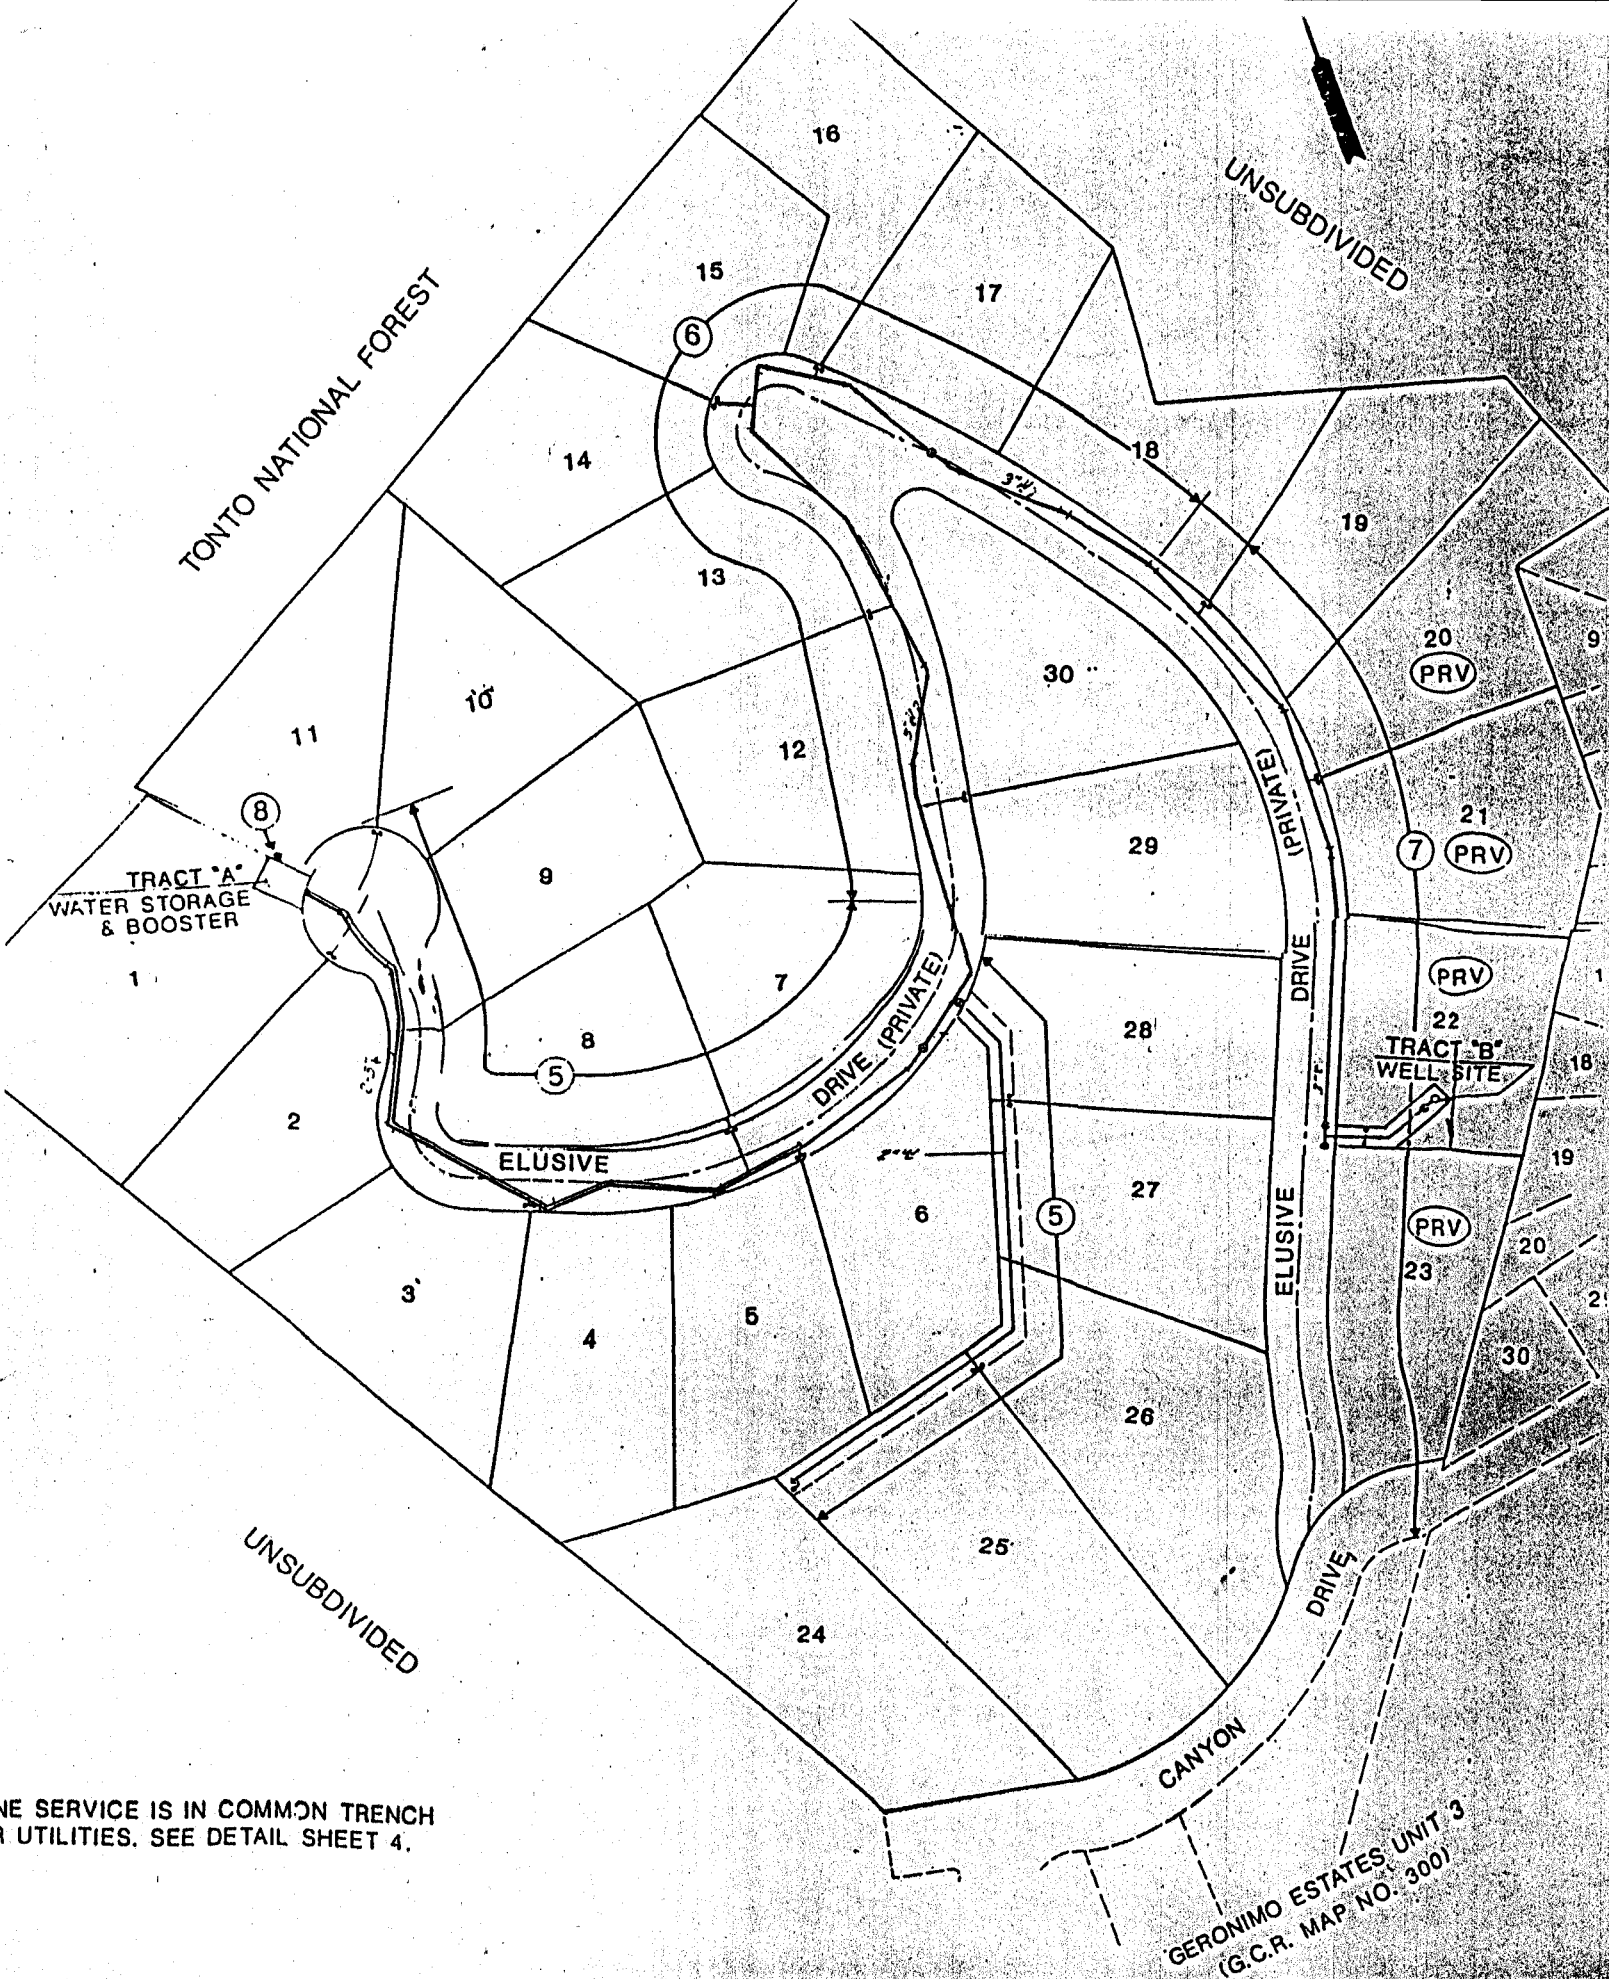 16
UNSUBDIVIDED
15
17
6
TONTO NATIONAL FOREST
14
18
19
13
20
PRV
9
30
10
11
12
(PRIVATE)
21
PRV
7
8
29
9
TRACT "A"
WATER STORAGE
& BOOSTER
1
7
DRIVE
PRV
22
28
8
5
DRIVE (PRIVATE)
TRACT "B"
WELL SITE
18
2
ELUSIVE
27
6
5
ELUSIVE
19
PRV
20
23
3
4
5
30
26
25
UNSUBDIVIDED
24
DRIVE
CANYON
NE SERVICE IS IN COMMON TRENCH
R UTILITIES. SEE DETAIL SHEET 4.
GERONIMO ESTATES UNIT 3
(G.C.R. MAP NO. 300)